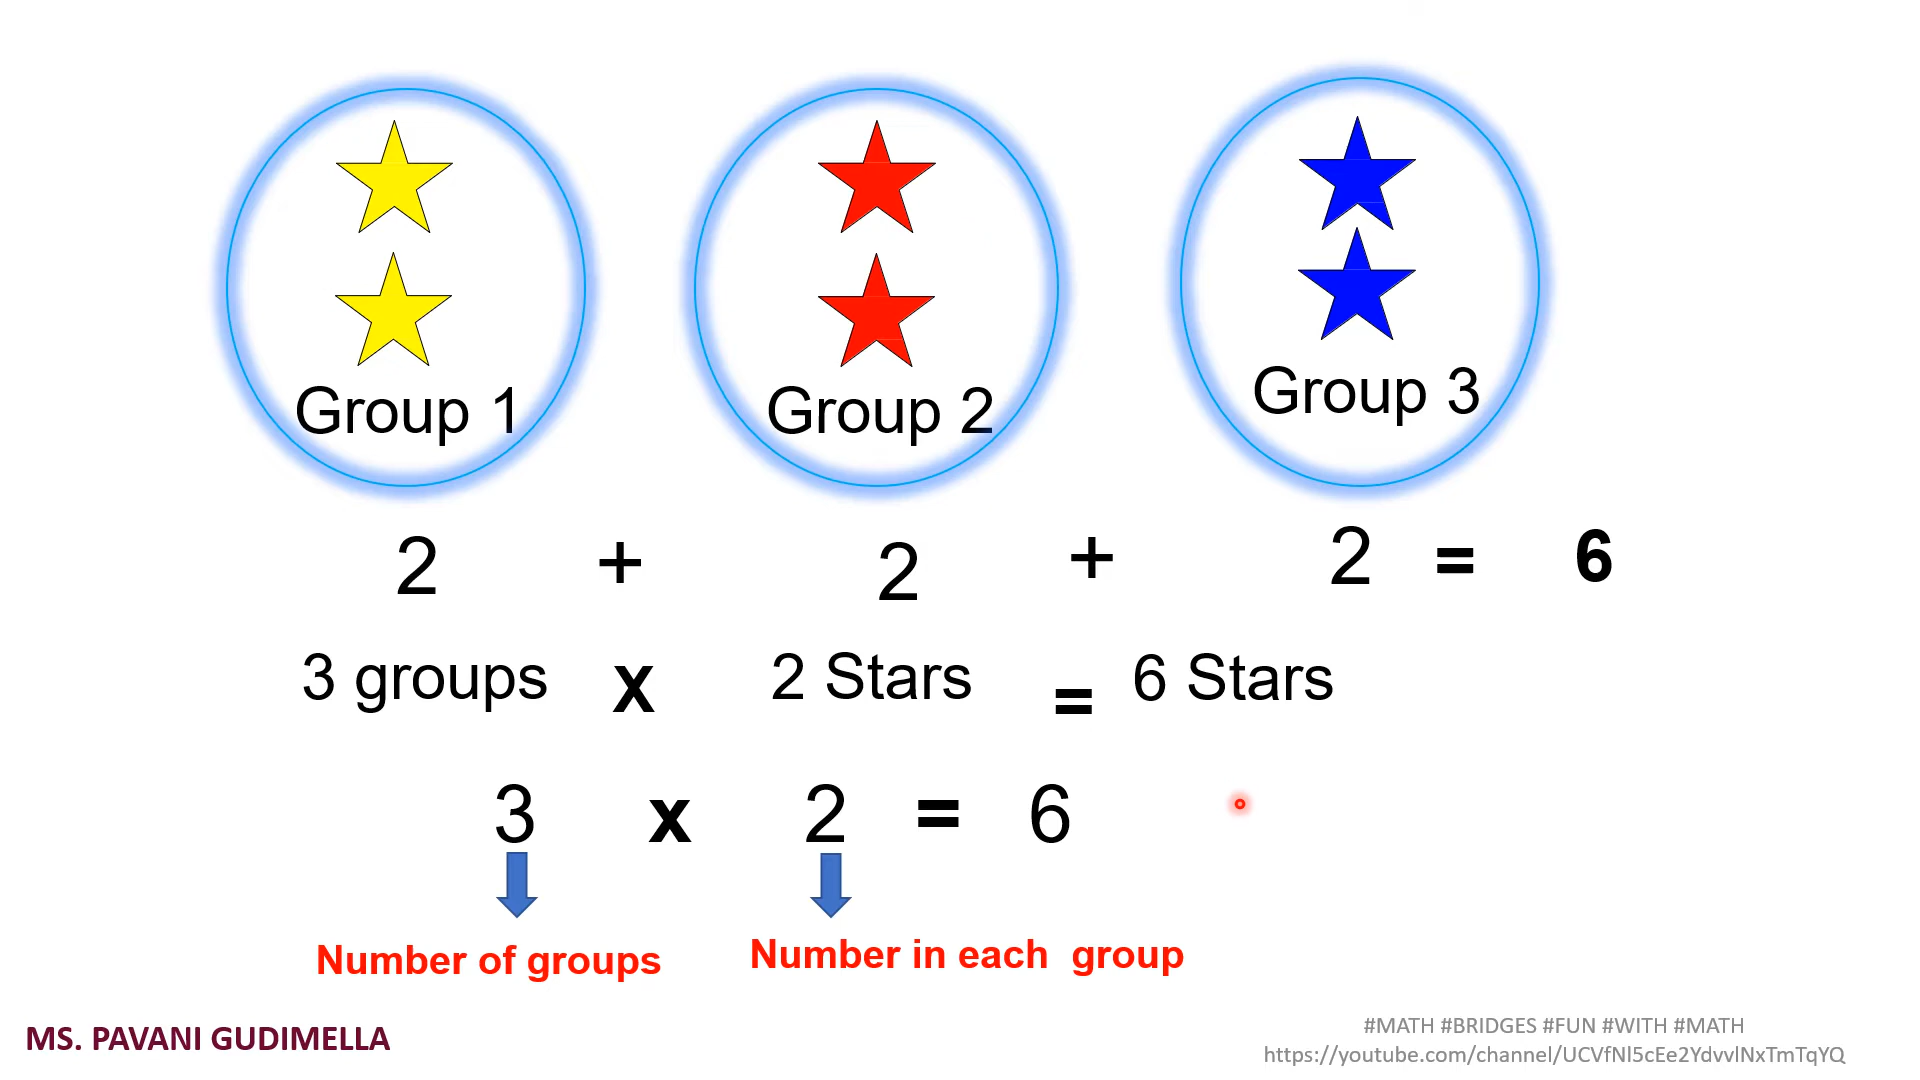 Group 1
Group 2
Group 3
2 + 2 + 2 = 6
3 groups x 2 Stars = 6 Stars
3 x 2 = 6
Number of groups
Number in each group
MS. PAVANI GUDIMELLA
#MATH #BRIDGES #FUN #WITH #MATH
https://youtube.com/channel/UCVfNl5cEe2YdvvlNxTmTqYQ